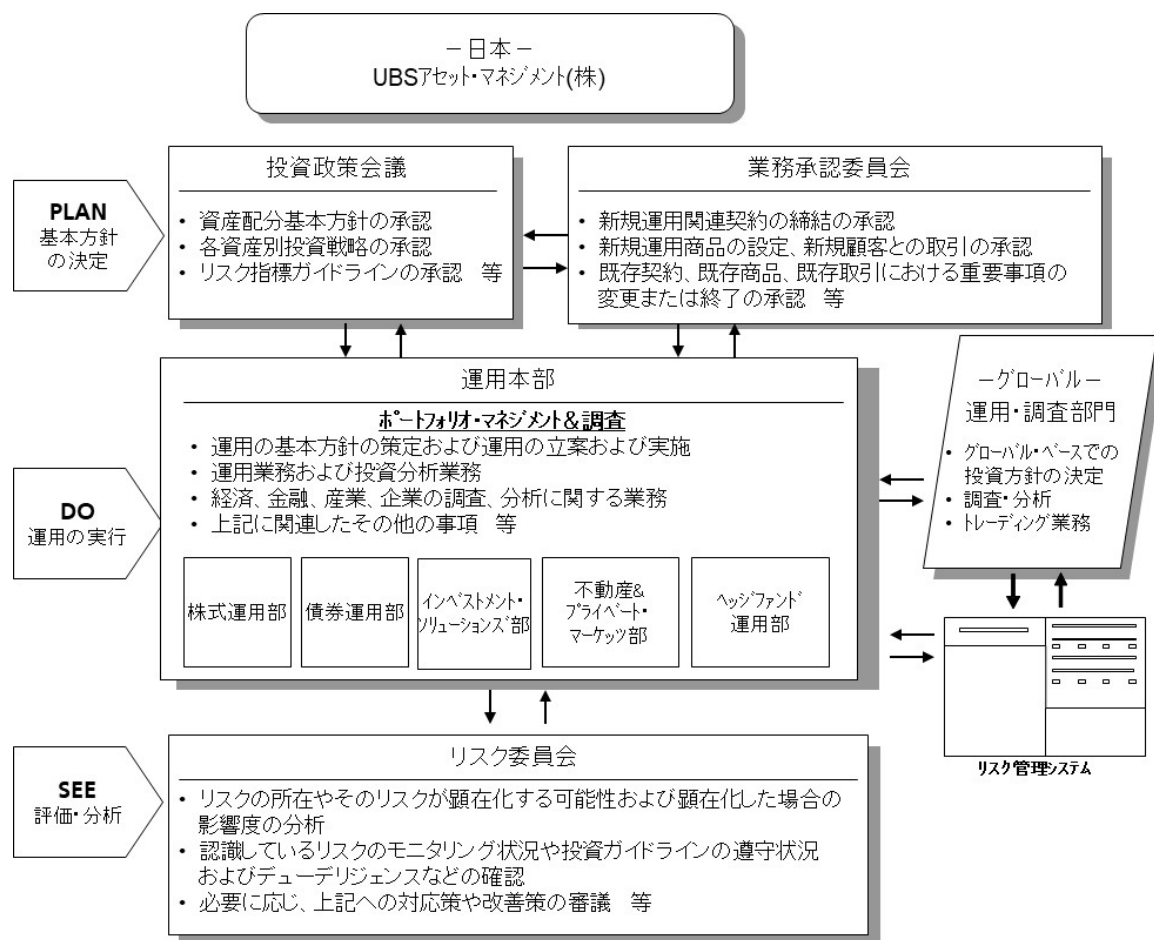 －日本－
UBSアセット・マネジメント(株)
PLAN
基本方針
の決定
投資政策会議
・ 資産配分基本方針の承認
・ 各資産別投資戦略の承認
・ リスク指標ガイドラインの承認　等
業務承認委員会
・ 新規運用関連契約の締結の承認
・ 新規運用商品の設定、新規顧客との取引の承認
・ 既存契約、既存商品、既存取引における重要事項の
変更または終了の承認　等
DO
運用の実行
運用本部
ポートフォリオ・マネジメント＆調査
・ 運用の基本方針の策定および運用の立案および実施
・ 運用業務および投資分析業務
・ 経済、金融、産業、企業の調査、分析に関する業務
・ 上記に関連したその他の事項　等
株式運用部
債券運用部
インベストメント・
ソリューションズ部
不動産&
プライベート・
マーケッツ部
ヘッジファンド
運用部
－グローバル－
運用・調査部門
・ グローバル・ベースでの
投資方針の決定
・ 調査・分析
・ トレーディング業務
リスク管理システム
SEE
評価・分析
リスク委員会
・ リスクの所在やそのリスクが顕在化する可能性および顕在化した場合の
影響度の分析
・ 認識しているリスクのモニタリング状況や投資ガイドラインの遵守状況
およびデューデリジェンスなどの確認
・ 必要に応じ、上記への対応策や改善策の審議　等